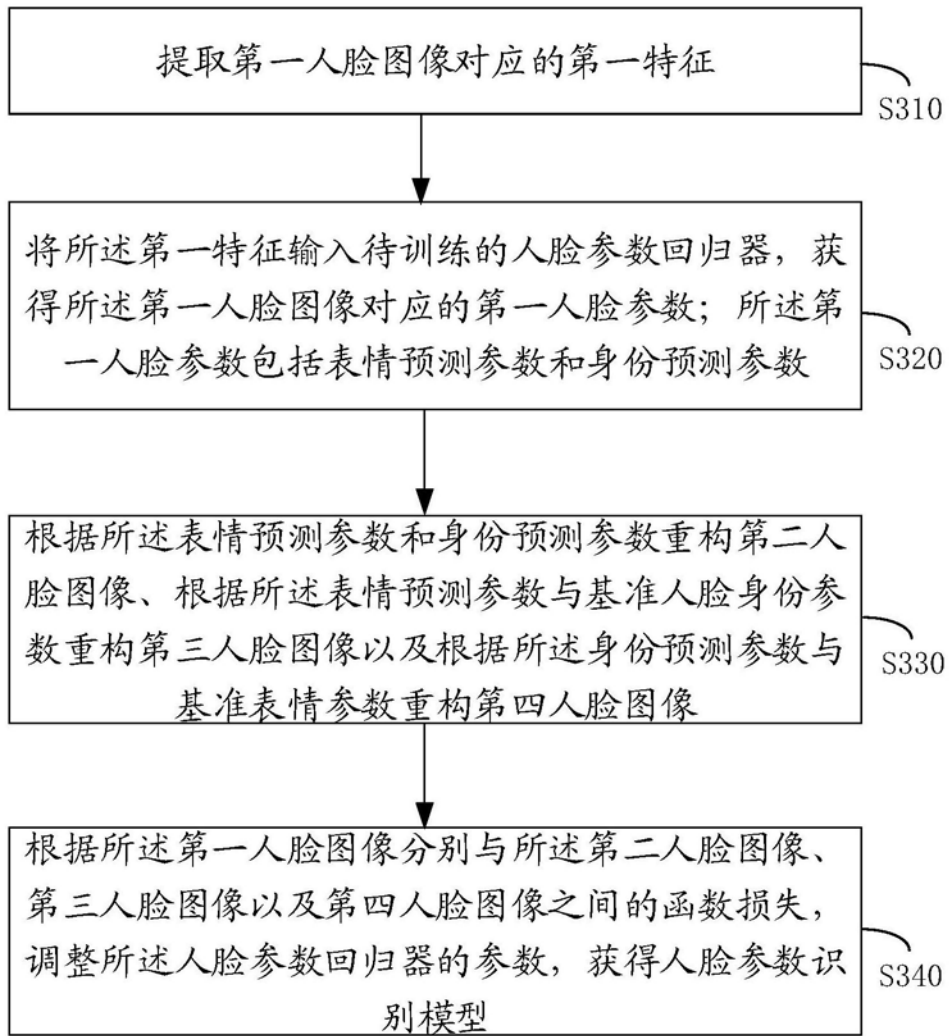 提取第一人脸图像对应的第一特征
S310
将所述第一特征输入待训练的人脸参数回归器，获
得所述第一人脸图像对应的第一人脸参数；所述第
一人脸参数包括表情预测参数和身份预测参数
S320
根据所述表情预测参数和身份预测参数重构第二人
脸图像、根据所述表情预测参数与基准人脸身份参
数重构第三人脸图像以及根据所述身份预测参数与
基准表情参数重构第四人脸图像
S330
根据所述第一人脸图像分别与所述第二人脸图像、
第三人脸图像以及第四人脸图像之间的函数损失，
调整所述人脸参数回归器的参数，获得人脸参数识
别模型
S340